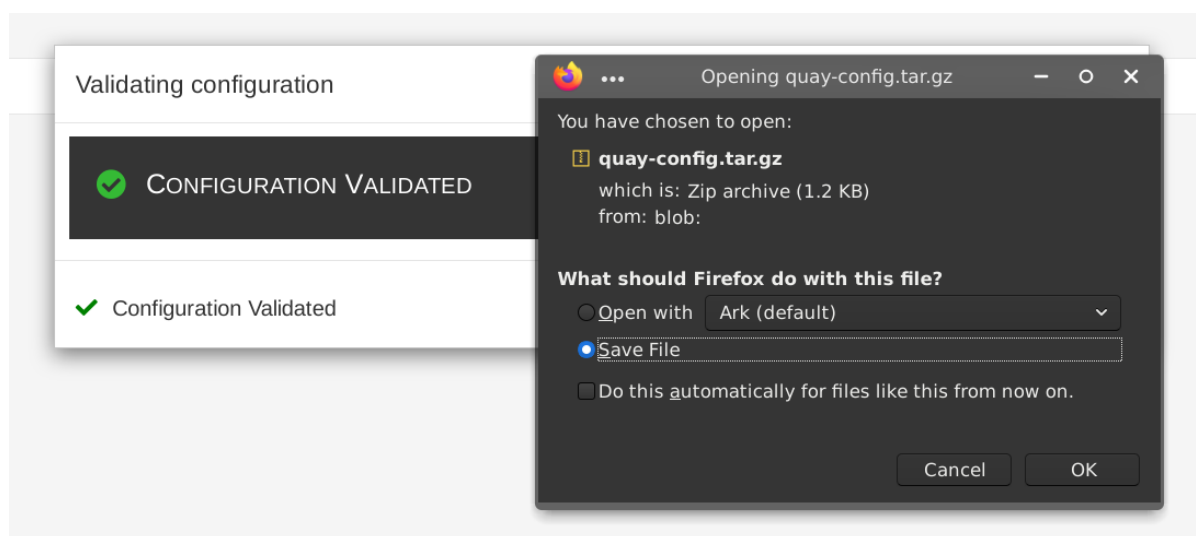 Validating configuration
CONFIGURATION VALIDATED
Configuration Validated
Opening quay-config.tar.gz
You have chosen to open:
quay-config.tar.gz
which is: Zip archive (1.2 KB)
from: blob:
What should Firefox do with this file?
Open with Ark (default)
Save File
Do this automatically for files like this from now on.
Cancel OK